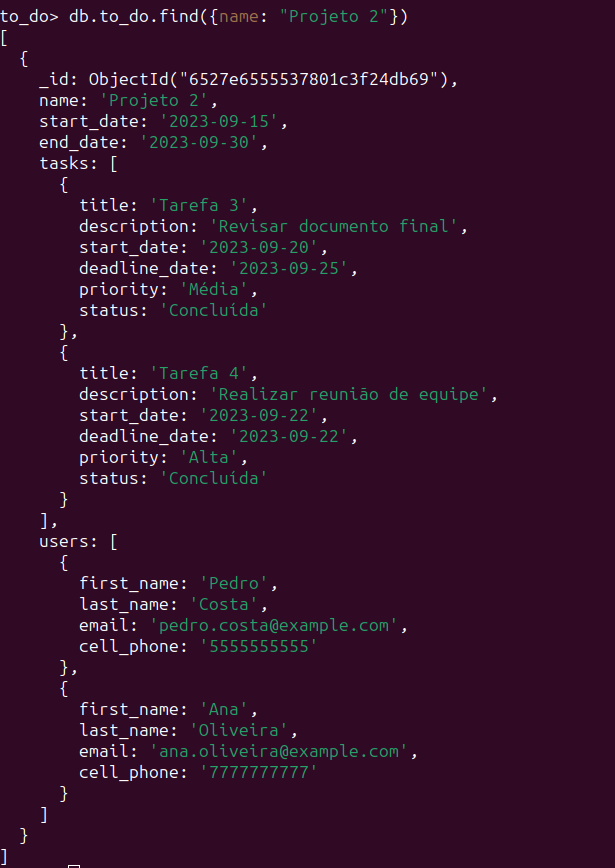 to_do> db.to_do.find({name: "Projeto 2"})
[
  {
    _id: ObjectId("6527e6555537801c3f24db69"),
    name: 'Projeto 2',
    start_date: '2023-09-15',
    end_date: '2023-09-30',
    tasks: [
      {
        title: 'Tarefa 3',
        description: 'Revisar documento final',
        start_date: '2023-09-20',
        deadline_date: '2023-09-25',
        priority: 'Média',
        status: 'Concluída'
      },
      {
        title: 'Tarefa 4',
        description: 'Realizar reunião de equipe',
        start_date: '2023-09-22',
        deadline_date: '2023-09-22',
        priority: 'Alta',
        status: 'Concluída'
      }
    ],
    users: [
      {
        first_name: 'Pedro',
        last_name: 'Costa',
        email: 'pedro.costa@example.com',
        cell_phone: '5555555555'
      },
      {
        first_name: 'Ana',
        last_name: 'Oliveira',
        email: 'ana.oliveira@example.com',
        cell_phone: '7777777777'
      }
    ]
  }
]